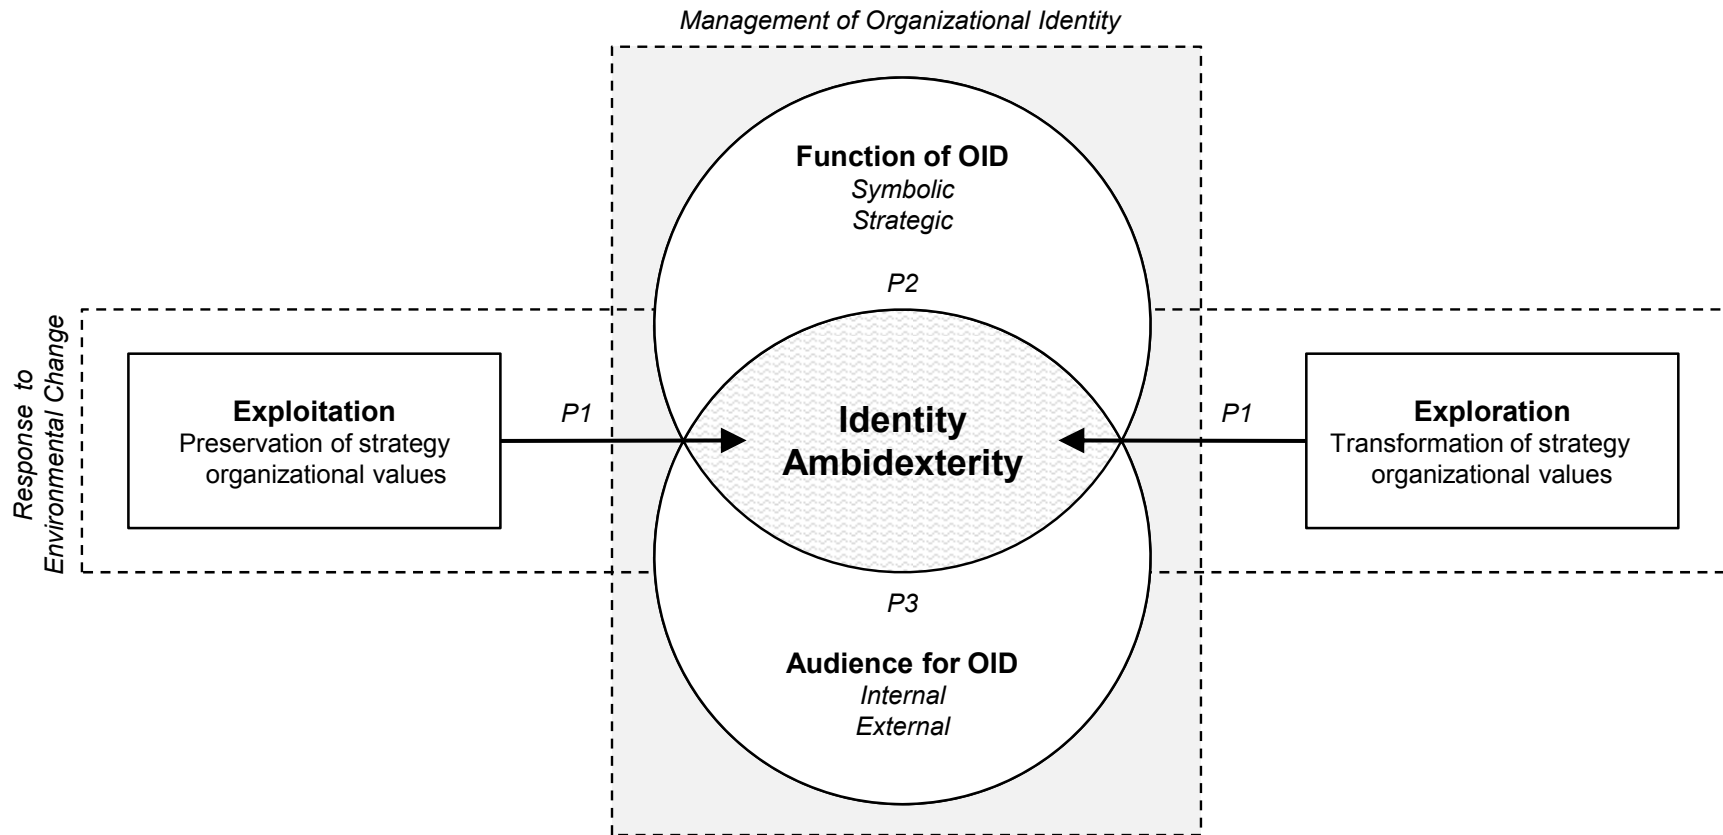 Management of Organizational Identity
Function of OID
Symbolic
Strategic
P2
Response to
Environmental Change
Exploitation
Preservation of strategy
organizational values
P1
Identity
Ambidexterity
P1
Exploration
Transformation of strategy
organizational values
P3
Audience for OID
Internal
External